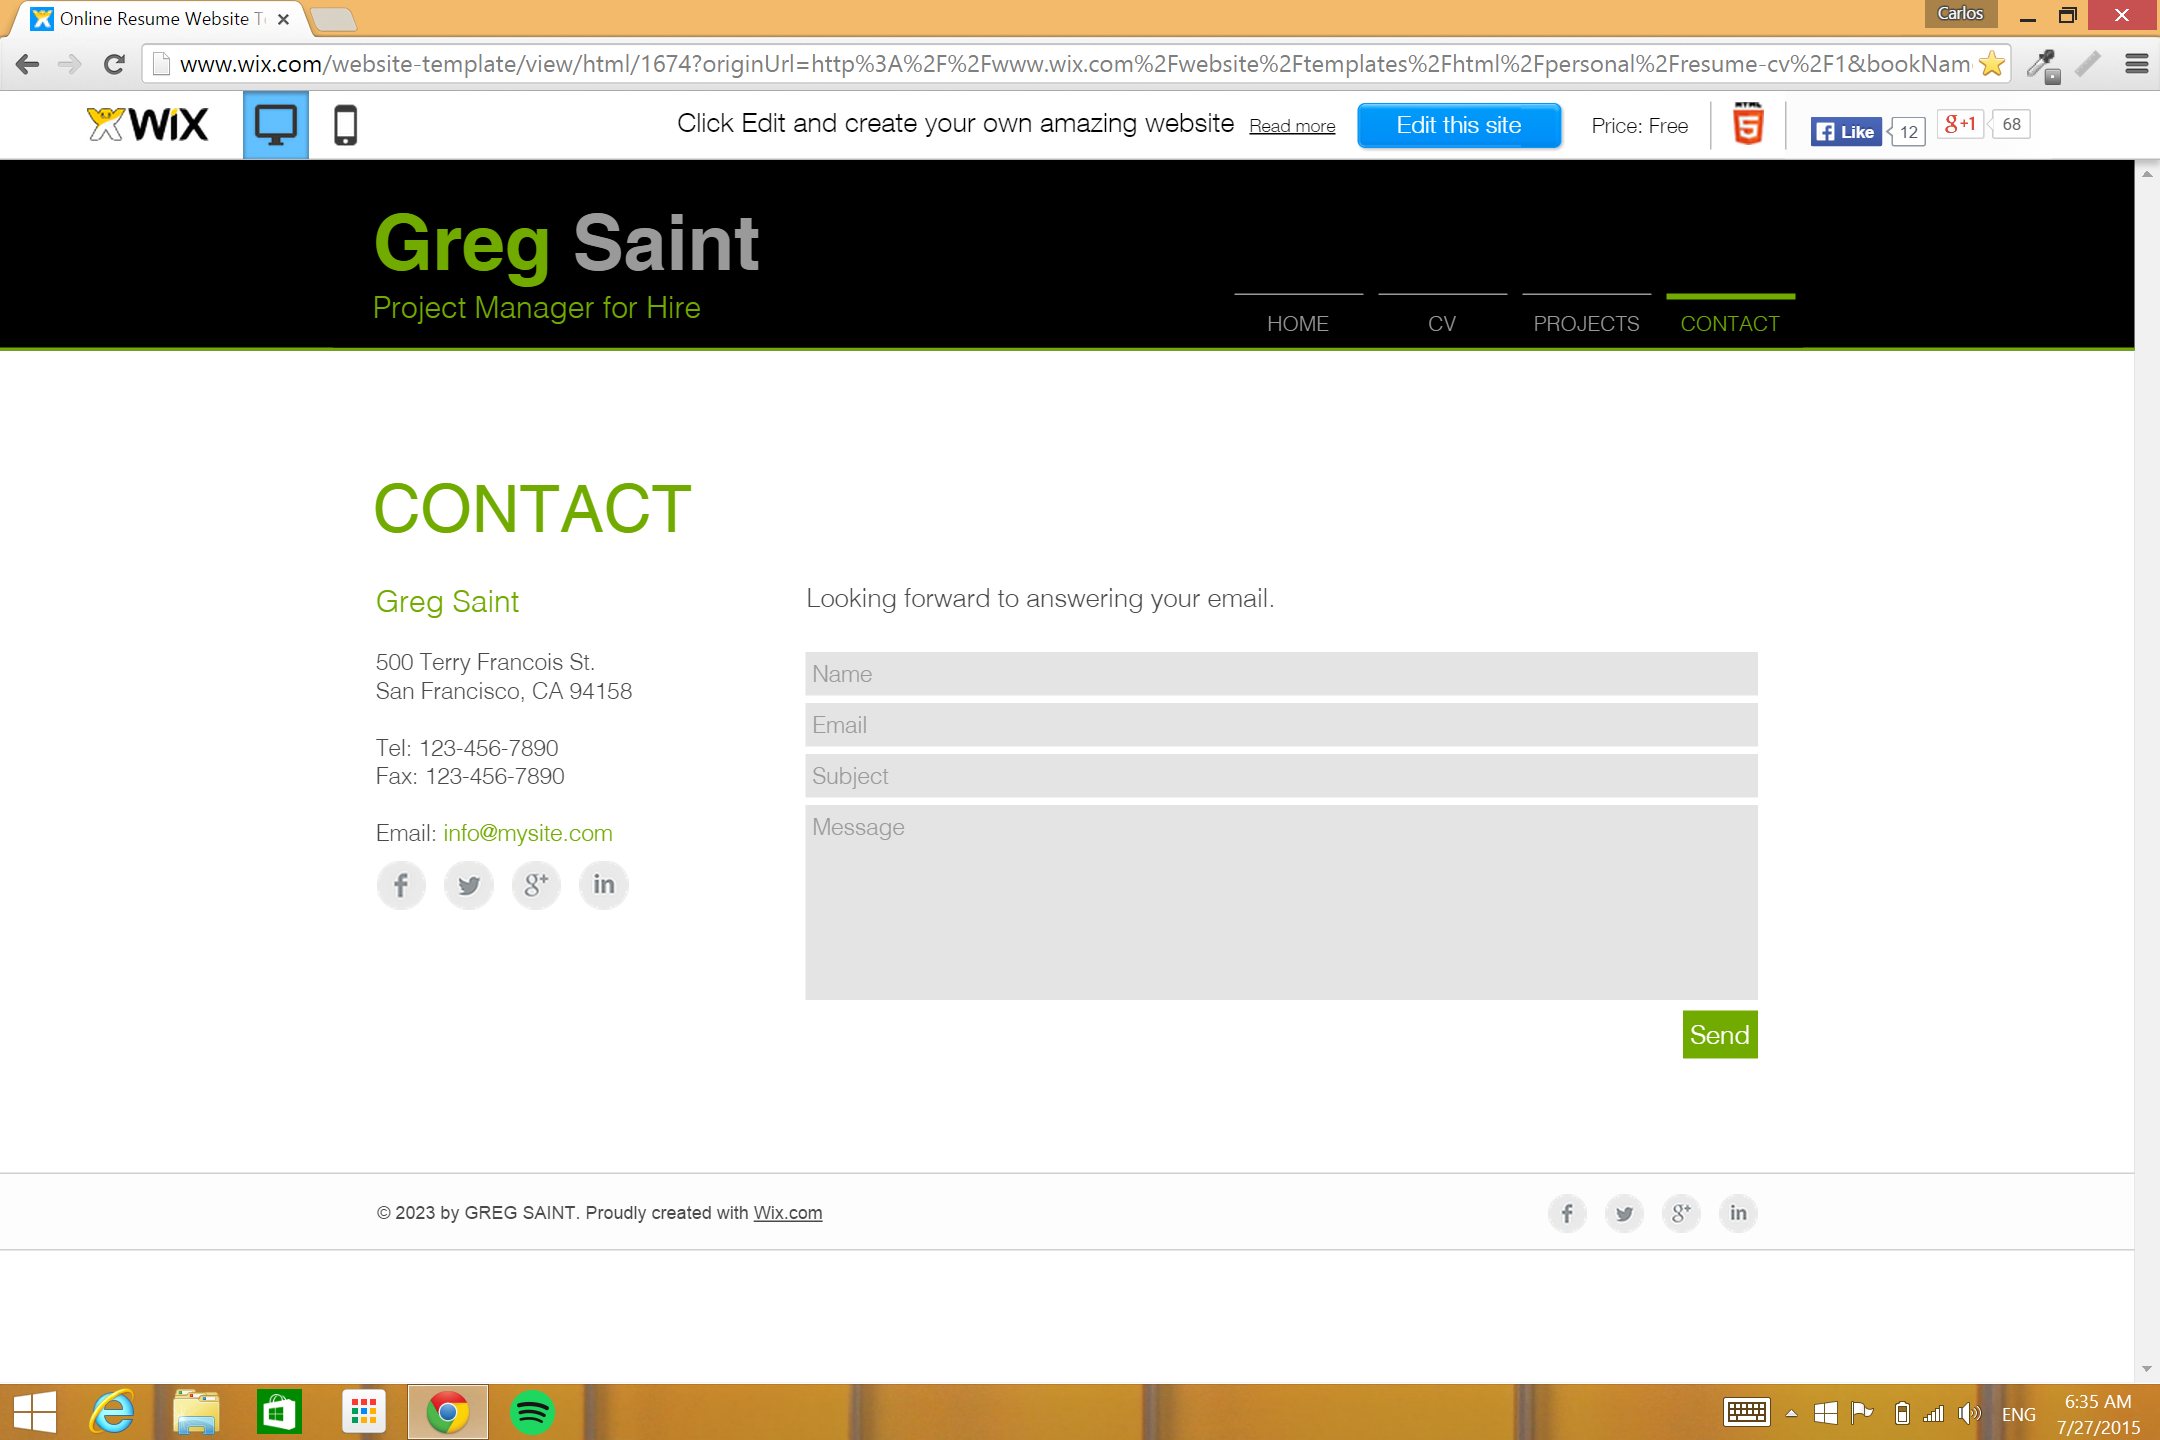 Online Resume Website T
Carlos
www.wix.com/website-template/view/html/1674?originUrl=http%3A%2F%2Fwww.wix.com%2Fwebsite%2Ftemplates%2Fhtml%2Fpersonal%2Fresume-cv%2F1&bookNam
WiX
Click Edit and create your own amazing website Read more
Edit this site
Price: Free
HTML 5
Like 12
g+1 68
Greg Saint
Project Manager for Hire
HOME CV PROJECTS CONTACT
CONTACT
Greg Saint
500 Terry Francois St.
San Francisco, CA 94158
Tel: 123-456-7890
Fax: 123-456-7890
Email: info@mysite.com
f g+ in
Looking forward to answering your email.
Name
Email
Subject
Message
Send
© 2023 by GREG SAINT. Proudly created with Wix.com
f g+ in
ENG
6:35 AM
7/27/2015